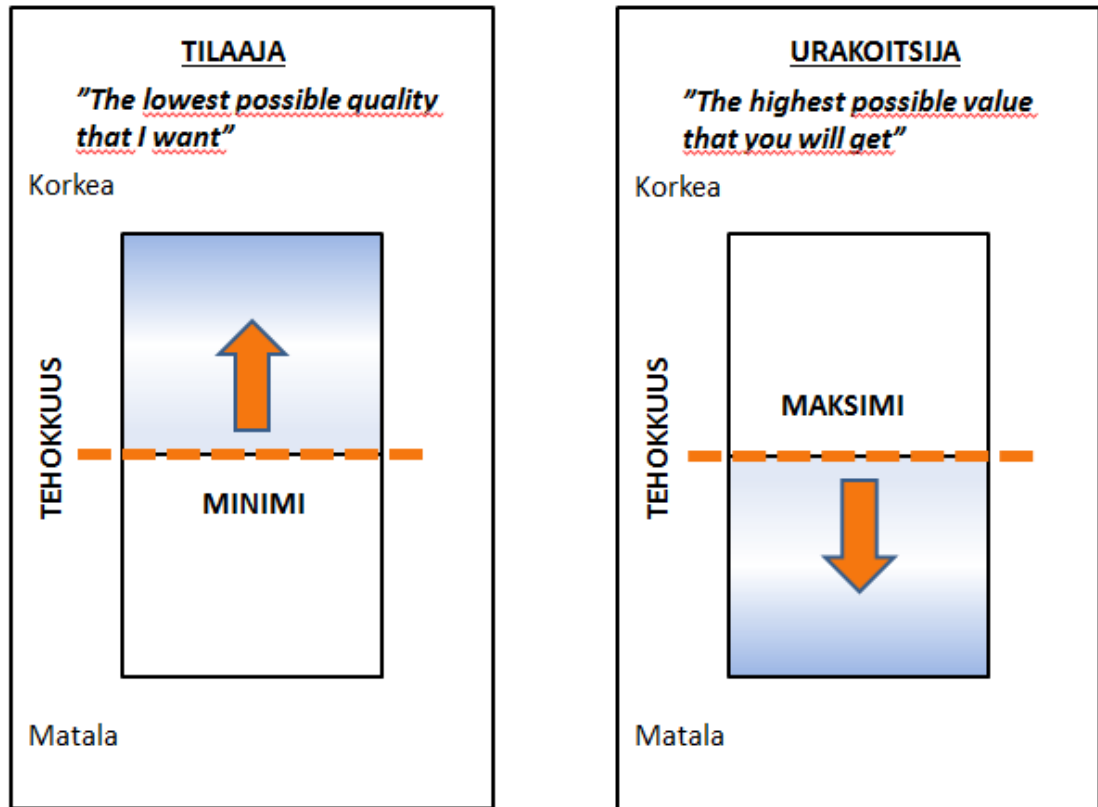 TILAAJA
"The lowest possible quality
that I want"
Korkea
TEHOKKUUS
MINIMI
Matala
URAKOITSIJA
"The highest possible value
that you will get"
Korkea
TEHOKKUUS
MAKSIMI
Matala